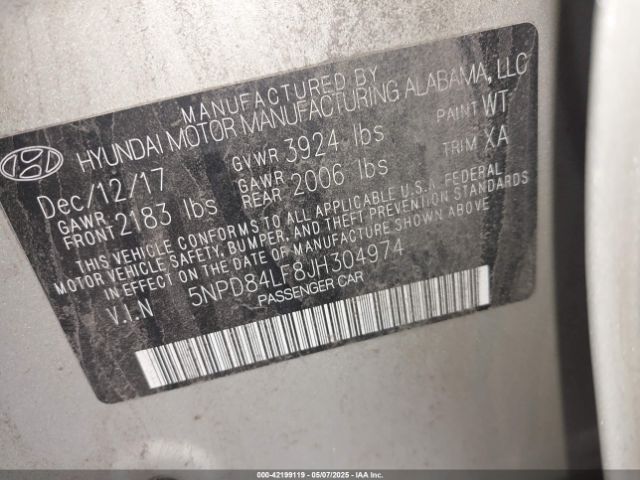 MANUFACTURED BY
HYUNDAI MOTOR MANUFACTURING ALABAMA, LLC
Dec/12/17 GVWR 3924 lbs PAINT WT
GAWR FRONT 2183 lbs GAWR REAR 2006 lbs TRIM XA
THIS VEHICLE CONFORMS TO ALL APPLICABLE U.S.A. FEDERAL
MOTOR VEHICLE SAFETY, BUMPER, AND THEFT PREVENTION STANDARDS
IN EFFECT ON THE DATE OF MANUFACTURE SHOWN ABOVE
V.I.N 5NPD84LF8JH304974
PASSENGER CAR
000-42199119 - 05/07/2025 - IAAI.COM